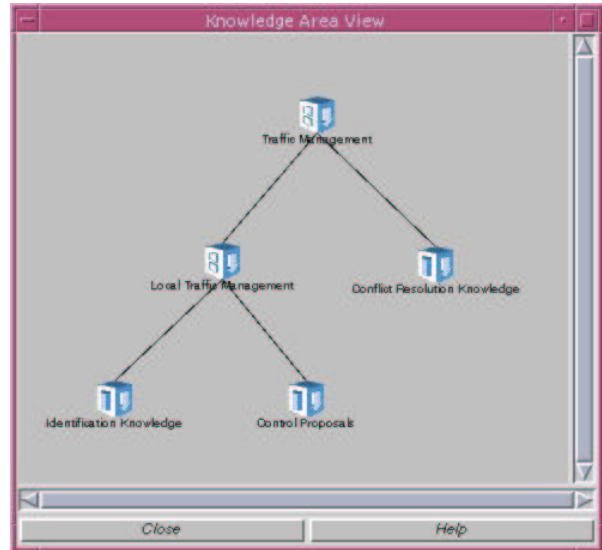 Knowledge Area View
Traffic Management
Local Traffic Management
Conflict Resolution Knowledge
Identification Knowledge
Control Proposals
Close
Help